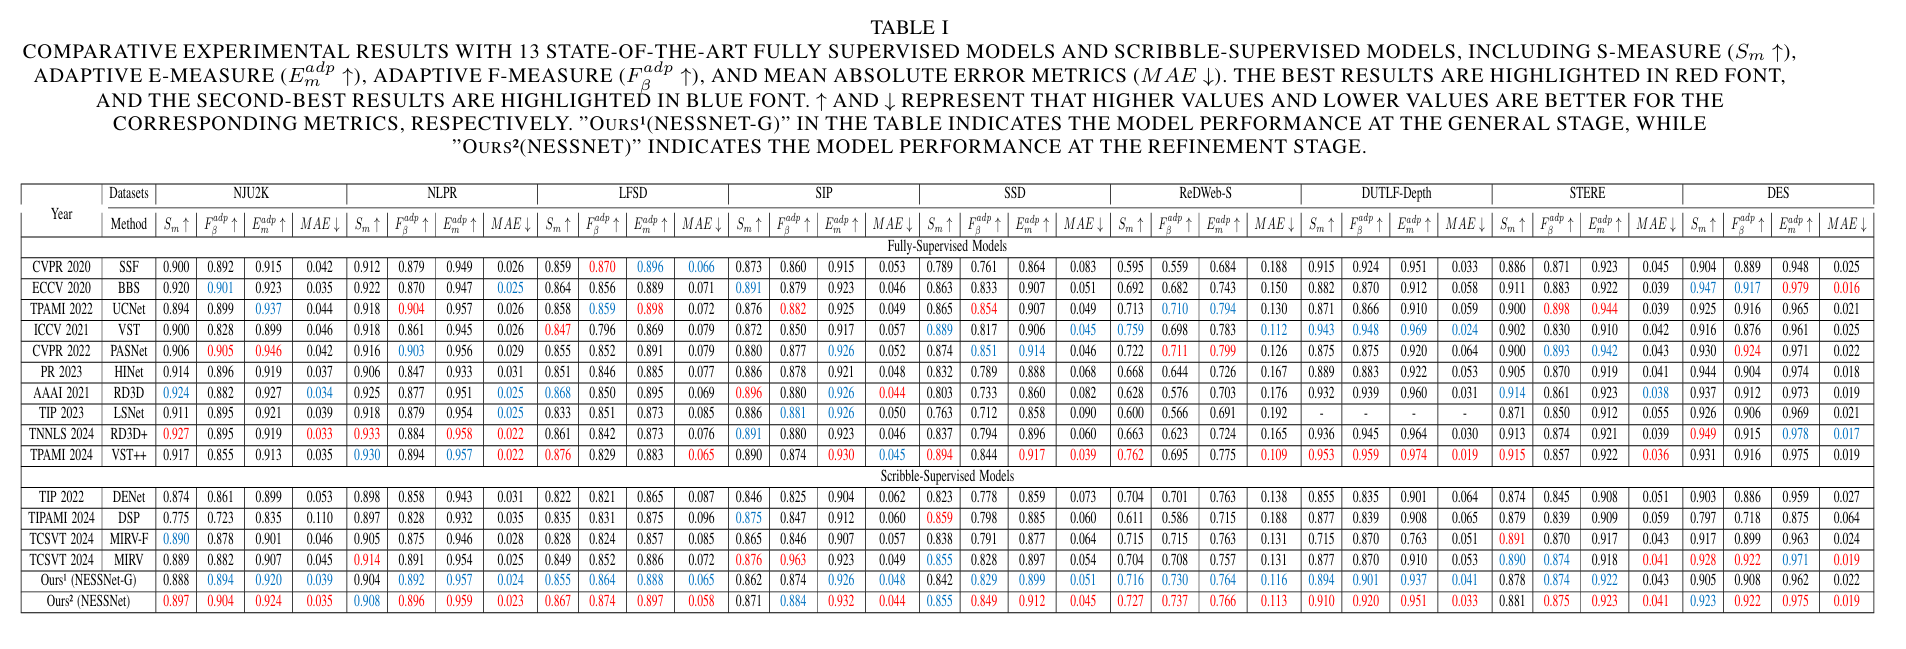 TABLE I
COMPARATIVE EXPERIMENTAL RESULTS WITH 13 STATE-OF-THE-ART FULLY SUPERVISED MODELS AND SCRIBBLE-SUPERVISED MODELS, INCLUDING S-MEASURE (S_m ↑),
ADAPTIVE E-MEASURE (E_m^adp ↑), ADAPTIVE F-MEASURE (F_β^adp ↑), AND MEAN ABSOLUTE ERROR METRICS (MAE ↓). THE BEST RESULTS ARE HIGHLIGHTED IN RED FONT,
AND THE SECOND-BEST RESULTS ARE HIGHLIGHTED IN BLUE FONT. ↑ AND ↓ REPRESENT THAT HIGHER VALUES AND LOWER VALUES ARE BETTER FOR THE
CORRESPONDING METRICS, RESPECTIVELY. ”OURS¹(NESSNET-G)” IN THE TABLE INDICATES THE MODEL PERFORMANCE AT THE GENERAL STAGE, WHILE
”OURS²(NESSNET)” INDICATES THE MODEL PERFORMANCE AT THE REFINEMENT STAGE.
Year Datasets NJU2K NLPR LFSD SIP SSD ReDWeb-S DUTLF-Depth STERE DES
Method S_m ↑ F_β^adp ↑ E_m^adp ↑ MAE ↓ S_m ↑ F_β^adp ↑ E_m^adp ↑ MAE ↓ S_m ↑ F_β^adp ↑ E_m^adp ↑ MAE ↓ S_m ↑ F_β^adp ↑ E_m^adp ↑ MAE ↓ S_m ↑ F_β^adp ↑ E_m^adp ↑ MAE ↓ S_m ↑ F_β^adp ↑ E_m^adp ↑ MAE ↓ S_m ↑ F_β^adp ↑ E_m^adp ↑ MAE ↓ S_m ↑ F_β^adp ↑ E_m^adp ↑ MAE ↓ S_m ↑ F_β^adp ↑ E_m^adp ↑ MAE ↓
Fully-Supervised Models
CVPR 2020 SSF 0.900 0.892 0.915 0.042 0.912 0.879 0.949 0.026 0.859 0.870 0.896 0.066 0.873 0.860 0.915 0.053 0.789 0.761 0.864 0.083 0.595 0.559 0.684 0.188 0.915 0.924 0.951 0.033 0.886 0.871 0.923 0.045 0.904 0.889 0.948 0.025
ECCV 2020 BBS 0.920 0.901 0.923 0.035 0.922 0.870 0.947 0.025 0.864 0.856 0.889 0.071 0.891 0.879 0.923 0.046 0.863 0.833 0.907 0.051 0.692 0.682 0.743 0.150 0.882 0.870 0.912 0.058 0.911 0.883 0.922 0.039 0.947 0.917 0.979 0.016
TPAMI 2022 UCNet 0.894 0.899 0.937 0.044 0.918 0.904 0.957 0.026 0.858 0.859 0.898 0.072 0.876 0.882 0.925 0.049 0.865 0.854 0.907 0.049 0.713 0.710 0.794 0.130 0.871 0.866 0.910 0.059 0.900 0.898 0.944 0.039 0.925 0.916 0.965 0.021
ICCV 2021 VST 0.900 0.828 0.899 0.046 0.918 0.861 0.945 0.026 0.847 0.796 0.869 0.079 0.872 0.850 0.917 0.057 0.889 0.817 0.906 0.045 0.759 0.698 0.783 0.112 0.943 0.948 0.969 0.024 0.902 0.830 0.910 0.042 0.916 0.876 0.961 0.025
CVPR 2022 PASNet 0.906 0.905 0.946 0.042 0.916 0.903 0.956 0.029 0.855 0.852 0.891 0.079 0.880 0.877 0.926 0.052 0.874 0.851 0.914 0.046 0.722 0.711 0.799 0.126 0.875 0.875 0.920 0.064 0.900 0.893 0.942 0.043 0.930 0.924 0.971 0.022
PR 2023 HINet 0.914 0.896 0.919 0.037 0.906 0.847 0.933 0.031 0.851 0.846 0.885 0.077 0.886 0.878 0.921 0.048 0.832 0.789 0.888 0.068 0.668 0.644 0.726 0.167 0.889 0.883 0.922 0.053 0.905 0.870 0.919 0.041 0.944 0.904 0.974 0.018
AAAI 2021 RD3D 0.924 0.882 0.927 0.034 0.925 0.877 0.951 0.025 0.868 0.850 0.895 0.069 0.896 0.880 0.926 0.044 0.803 0.733 0.860 0.082 0.628 0.576 0.703 0.176 0.932 0.939 0.960 0.031 0.914 0.861 0.923 0.038 0.937 0.912 0.973 0.019
TIP 2023 LSNet 0.911 0.895 0.921 0.039 0.918 0.879 0.954 0.025 0.833 0.851 0.873 0.085 0.886 0.881 0.926 0.050 0.763 0.712 0.858 0.090 0.600 0.566 0.691 0.192 - - - - 0.871 0.850 0.912 0.055 0.926 0.906 0.969 0.021
TNNLS 2024 RD3D+ 0.927 0.895 0.919 0.033 0.933 0.884 0.958 0.022 0.861 0.842 0.873 0.076 0.891 0.880 0.923 0.046 0.837 0.794 0.896 0.060 0.663 0.623 0.724 0.165 0.936 0.945 0.964 0.030 0.913 0.874 0.921 0.039 0.949 0.915 0.978 0.017
TPAMI 2024 VST++ 0.917 0.855 0.913 0.035 0.930 0.894 0.957 0.022 0.876 0.829 0.883 0.065 0.890 0.874 0.930 0.045 0.894 0.844 0.917 0.039 0.762 0.695 0.775 0.109 0.953 0.959 0.974 0.019 0.915 0.857 0.922 0.036 0.931 0.916 0.975 0.019
Scribble-Supervised Models
TIP 2022 DENet 0.874 0.861 0.899 0.053 0.898 0.858 0.943 0.031 0.822 0.821 0.865 0.087 0.846 0.825 0.904 0.062 0.823 0.778 0.859 0.073 0.704 0.701 0.763 0.138 0.855 0.835 0.901 0.064 0.874 0.845 0.908 0.051 0.903 0.886 0.959 0.027
TIPAMI 2024 DSP 0.775 0.723 0.835 0.110 0.897 0.828 0.932 0.035 0.835 0.831 0.875 0.096 0.875 0.847 0.912 0.060 0.859 0.798 0.885 0.060 0.611 0.586 0.715 0.188 0.877 0.839 0.908 0.065 0.879 0.839 0.909 0.059 0.797 0.718 0.875 0.064
TCSVT 2024 MIRV-F 0.890 0.878 0.901 0.046 0.905 0.875 0.946 0.028 0.828 0.824 0.857 0.085 0.865 0.846 0.907 0.057 0.838 0.791 0.877 0.064 0.715 0.715 0.763 0.131 0.715 0.870 0.763 0.051 0.891 0.870 0.917 0.043 0.917 0.899 0.963 0.024
TCSVT 2024 MIRV 0.889 0.882 0.907 0.045 0.914 0.891 0.954 0.025 0.849 0.852 0.886 0.072 0.876 0.963 0.923 0.049 0.855 0.828 0.897 0.054 0.704 0.708 0.757 0.131 0.877 0.870 0.910 0.053 0.890 0.874 0.918 0.041 0.928 0.922 0.971 0.019
Ours¹ (NESSNet-G) 0.888 0.894 0.920 0.039 0.904 0.892 0.957 0.024 0.855 0.864 0.888 0.065 0.862 0.874 0.926 0.048 0.842 0.829 0.899 0.051 0.716 0.730 0.764 0.116 0.894 0.901 0.937 0.041 0.878 0.874 0.922 0.043 0.905 0.908 0.962 0.022
Ours² (NESSNet) 0.897 0.904 0.924 0.035 0.908 0.896 0.959 0.023 0.867 0.874 0.897 0.058 0.871 0.884 0.932 0.044 0.855 0.849 0.912 0.045 0.727 0.737 0.766 0.113 0.910 0.920 0.951 0.033 0.881 0.875 0.923 0.041 0.923 0.922 0.975 0.019